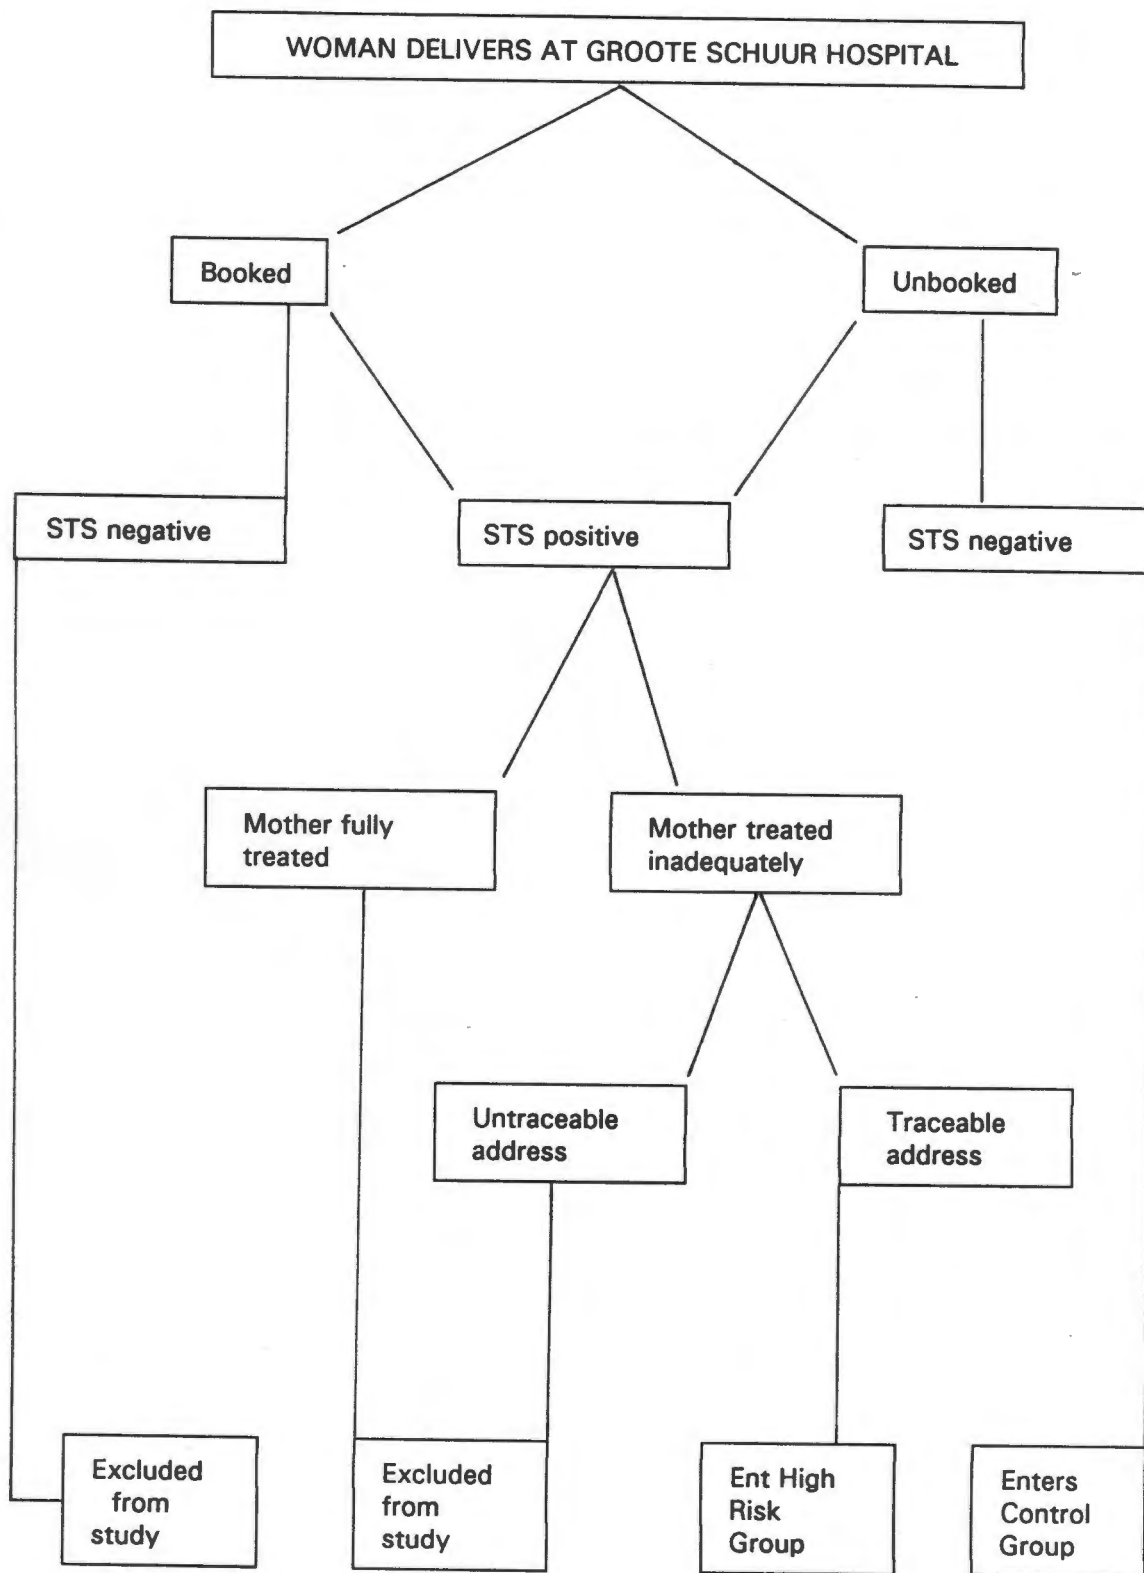 WOMAN DELIVERS AT GROOTE SCHUUR HOSPITAL
Booked
Unbooked
STS negative
STS positive
STS negative
Mother fully
treated
Mother treated
inadequately
Untraceable
address
Traceable
address
Excluded
from
study
Excluded
from
study
Ent High
Risk
Group
Enters
Control
Group